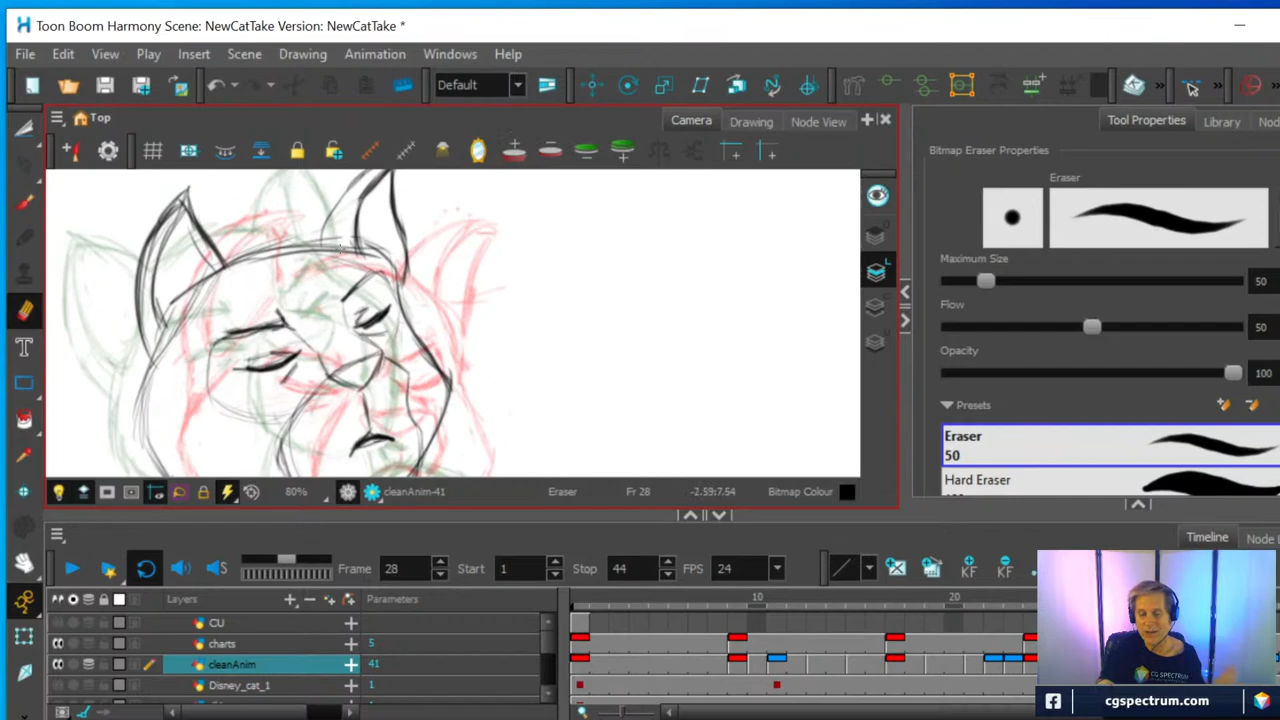 Toon Boom Harmony Scene: NewCatTake Version: NewCatTake *
File Edit View Play Insert Scene Drawing Animation Windows Help
Default
Top
Camera Drawing Node View
Tool Properties Library
Bitmap Eraser Properties
Eraser
Maximum Size
50
Flow
50
Opacity
100
Presets
Eraser
50
Hard Eraser
80% cleanAnim-41 Eraser Fr 28 -2.59:7.54 Bitmap Colour
Timeline
Frame 28 Start 1 Stop 44 FPS 24 KF KF
Layers Parameters 10 20
CU
charts 5
cleanAnim 41
Disney_cat_1 1
CG SPECTRUM
cgspectrum.com